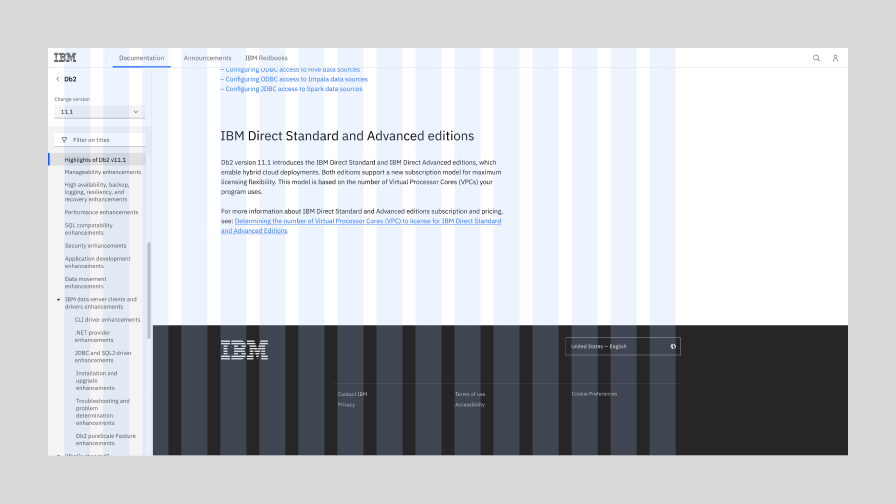 IBM
Documentation
Announcements
IBM Redbooks
Db2
Change version
11.1
Filter on titles
Highlights of Db2 v11.1
Manageability enhancements
High availability, backup,
logging, resiliency, and
recovery enhancements
Performance enhancements
SQL compatability
enhancements
Security enhancements
Application development
enhancements
Data movement
enhancements
IBM data server clients and
drivers enhancements
CLI driver enhancements
.NET provider
enhancements
JDBC and SQLJ driver
enhancements
Installation and
upgrade
enhancements
Troubleshooting and
problem
determination
enhancements
Db2 pureScale Feature
enhancements
– Configuring ODBC access to Hive data sources
– Configuring ODBC access to Impala data sources
– Configuring JDBC access to Spark data sources
IBM Direct Standard and Advanced editions
Db2 version 11.1 introduces the IBM Direct Standard and IBM Direct Advanced editions, which
enable hybrid cloud deployments. Both editions support a new subscription model for maximum
licensing flexibility. This model is based on the number of Virtual Processor Cores (VPCs) your
program uses.
For more information about IBM Direct Standard and Advanced editions subscription and pricing,
see: Determining the number of Virtual Processor Cores (VPC) to license for IBM Direct Standard
and Advanced Editions
IBM
United States — English
Contact IBM
Privacy
Terms of use
Accessibility
Cookie Preferences